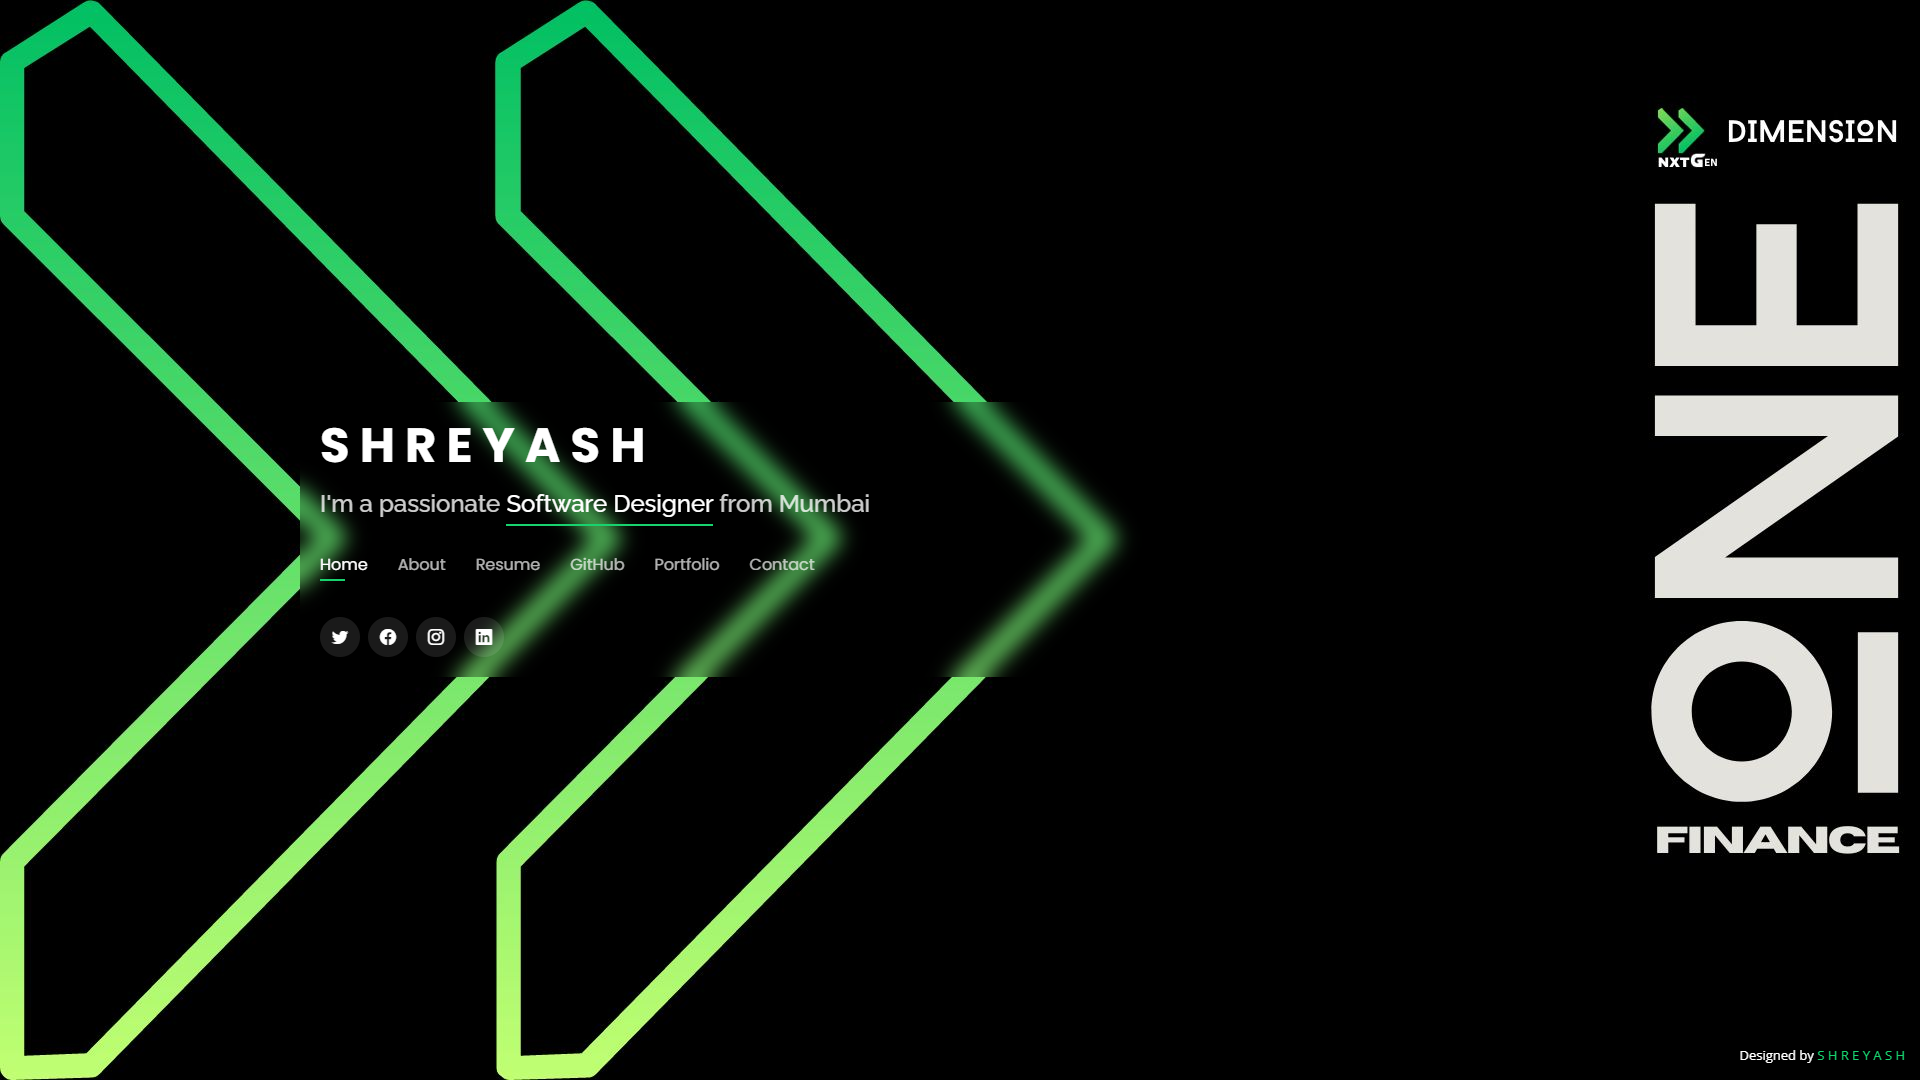 SHREYASH
I'm a passionate Software Designer from Mumbai
Home About Resume GitHub Portfolio Contact
NXTGEN
DIMENSION
ONE
FINANCE
Designed by SHREYASH